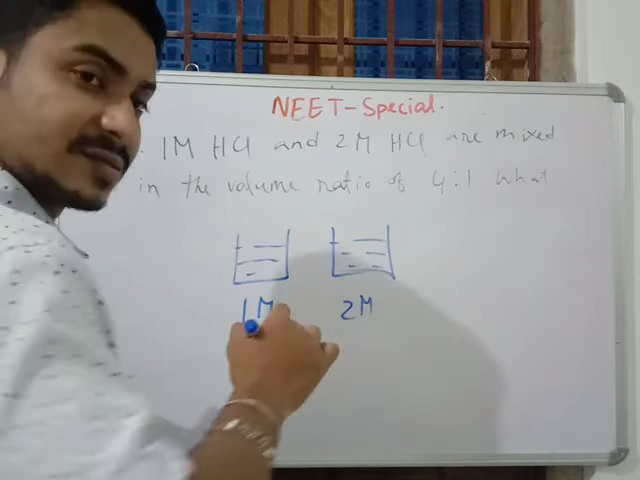 NEET-Special.
1M HCl and 2M HCl are mixed
in the volume ratio of 4:1 what
1M 2M